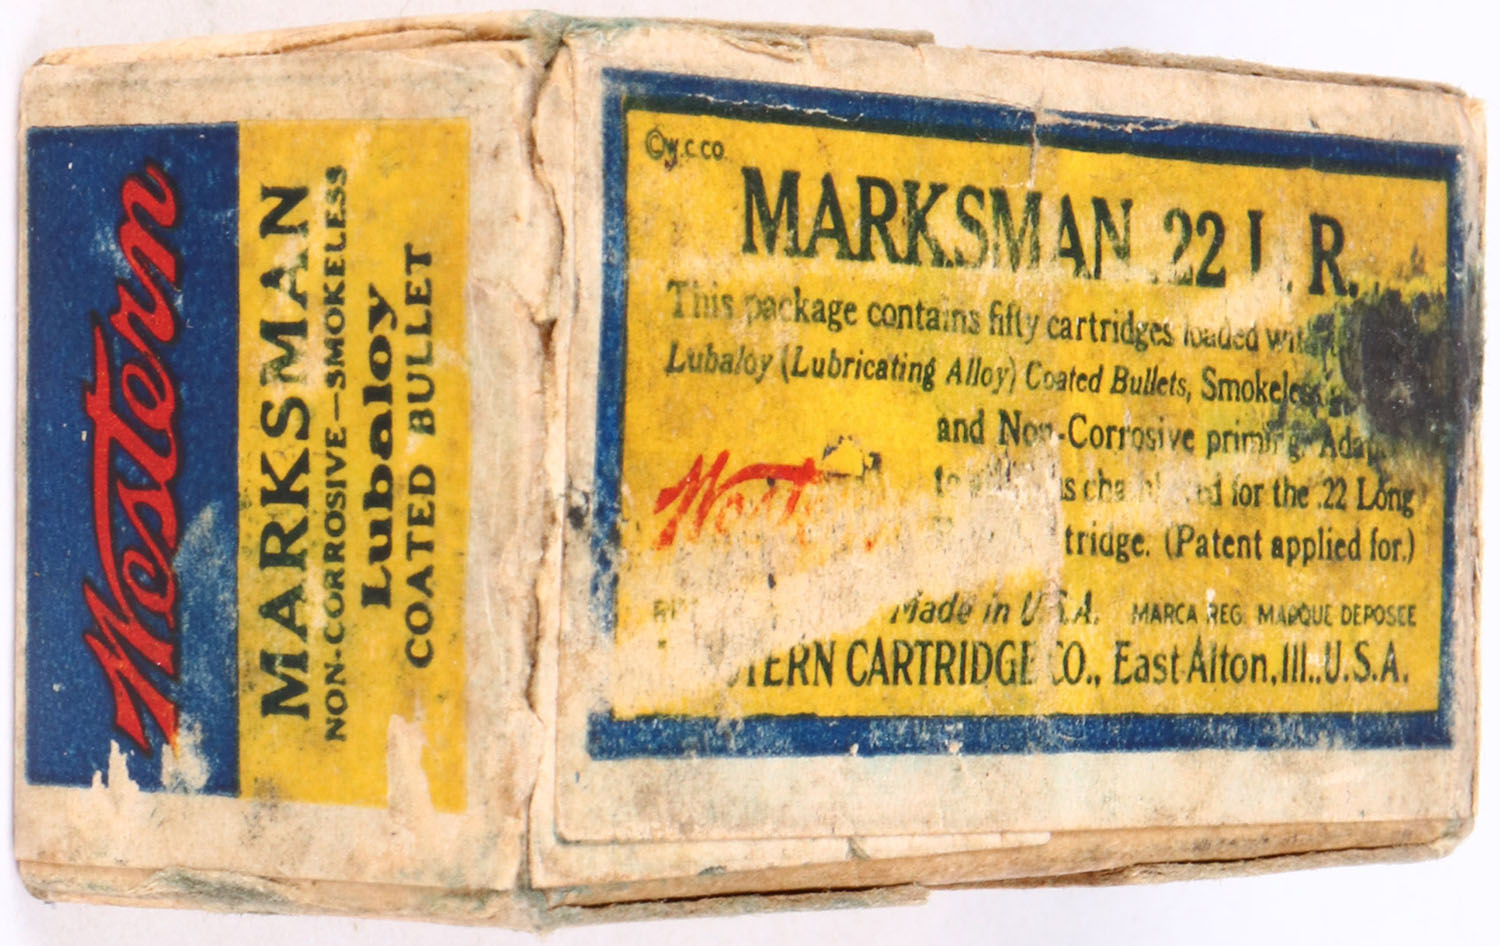 Western
MARKSMAN
NON-CORROSIVE-SMOKELESS
Lubaloy
COATED BULLET
©W.C.CO.
MARKSMAN .22 L. R.
This package contains fifty cartridges loaded with
Lubaloy (Lubricating Alloy) Coated Bullets, Smokeless
and Non-Corrosive priming.
for the .22 Long
(Patent applied for.)
Western
Made in U.S.A. MARCA REG. MARQUE DEPOSEE
CARTRIDGE CO., East Alton, Ill., U.S.A.